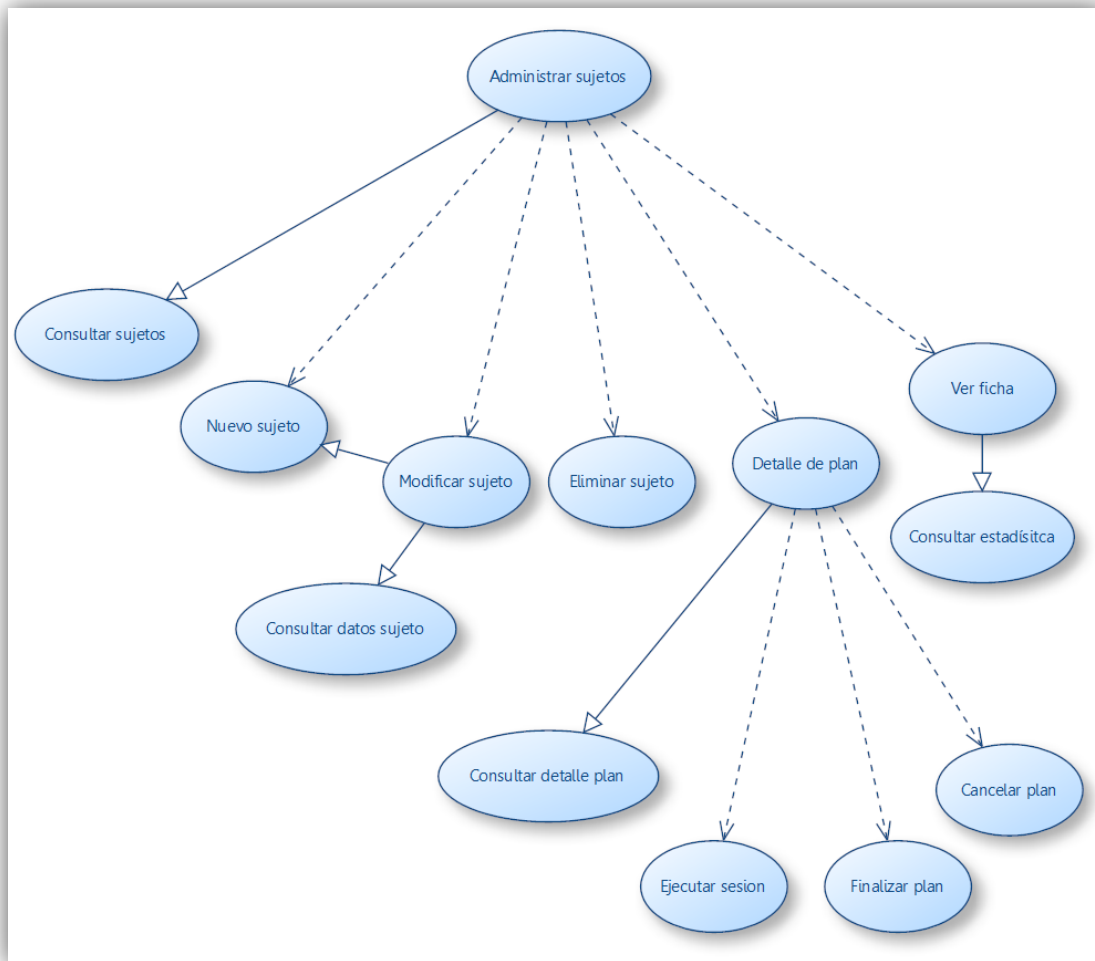 Administrar sujetos
Consultar sujetos
Ver ficha
Nuevo sujeto
Modificar sujeto
Eliminar sujeto
Detalle de plan
Consultar estadísitca
Consultar datos sujeto
Consultar detalle plan
Cancelar plan
Ejecutar sesion
Finalizar plan